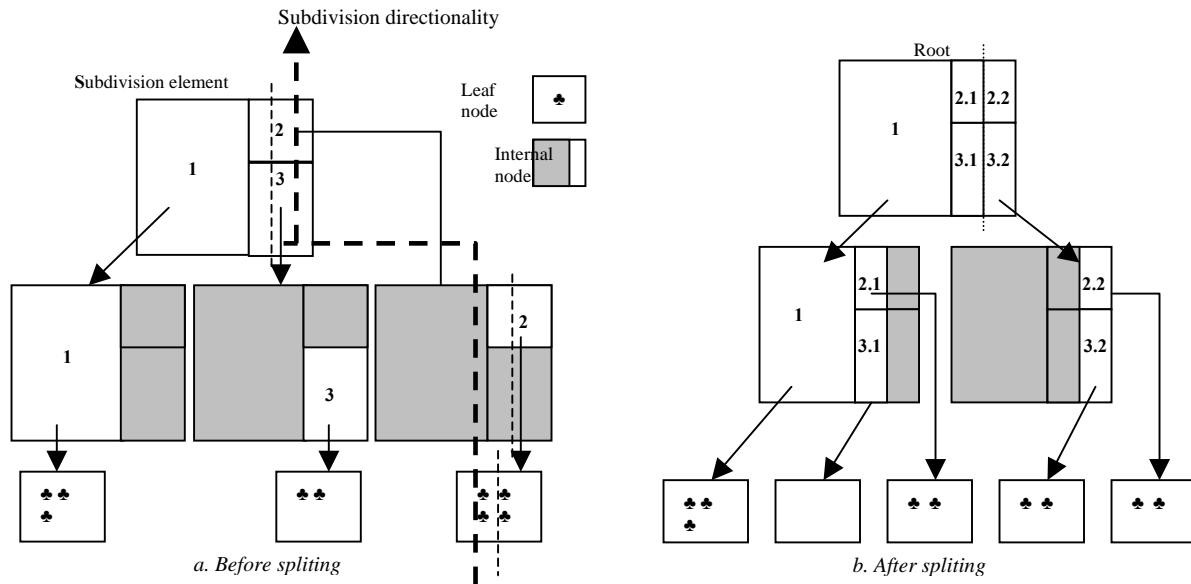 Subdivision directionality
Subdivision element
Leaf
node
Internal
node
1
2
3
1
3
2
a. Before spliting
Root
1
2.1
2.2
3.1
3.2
1
2.1
3.1
2.2
3.2
b. After spliting